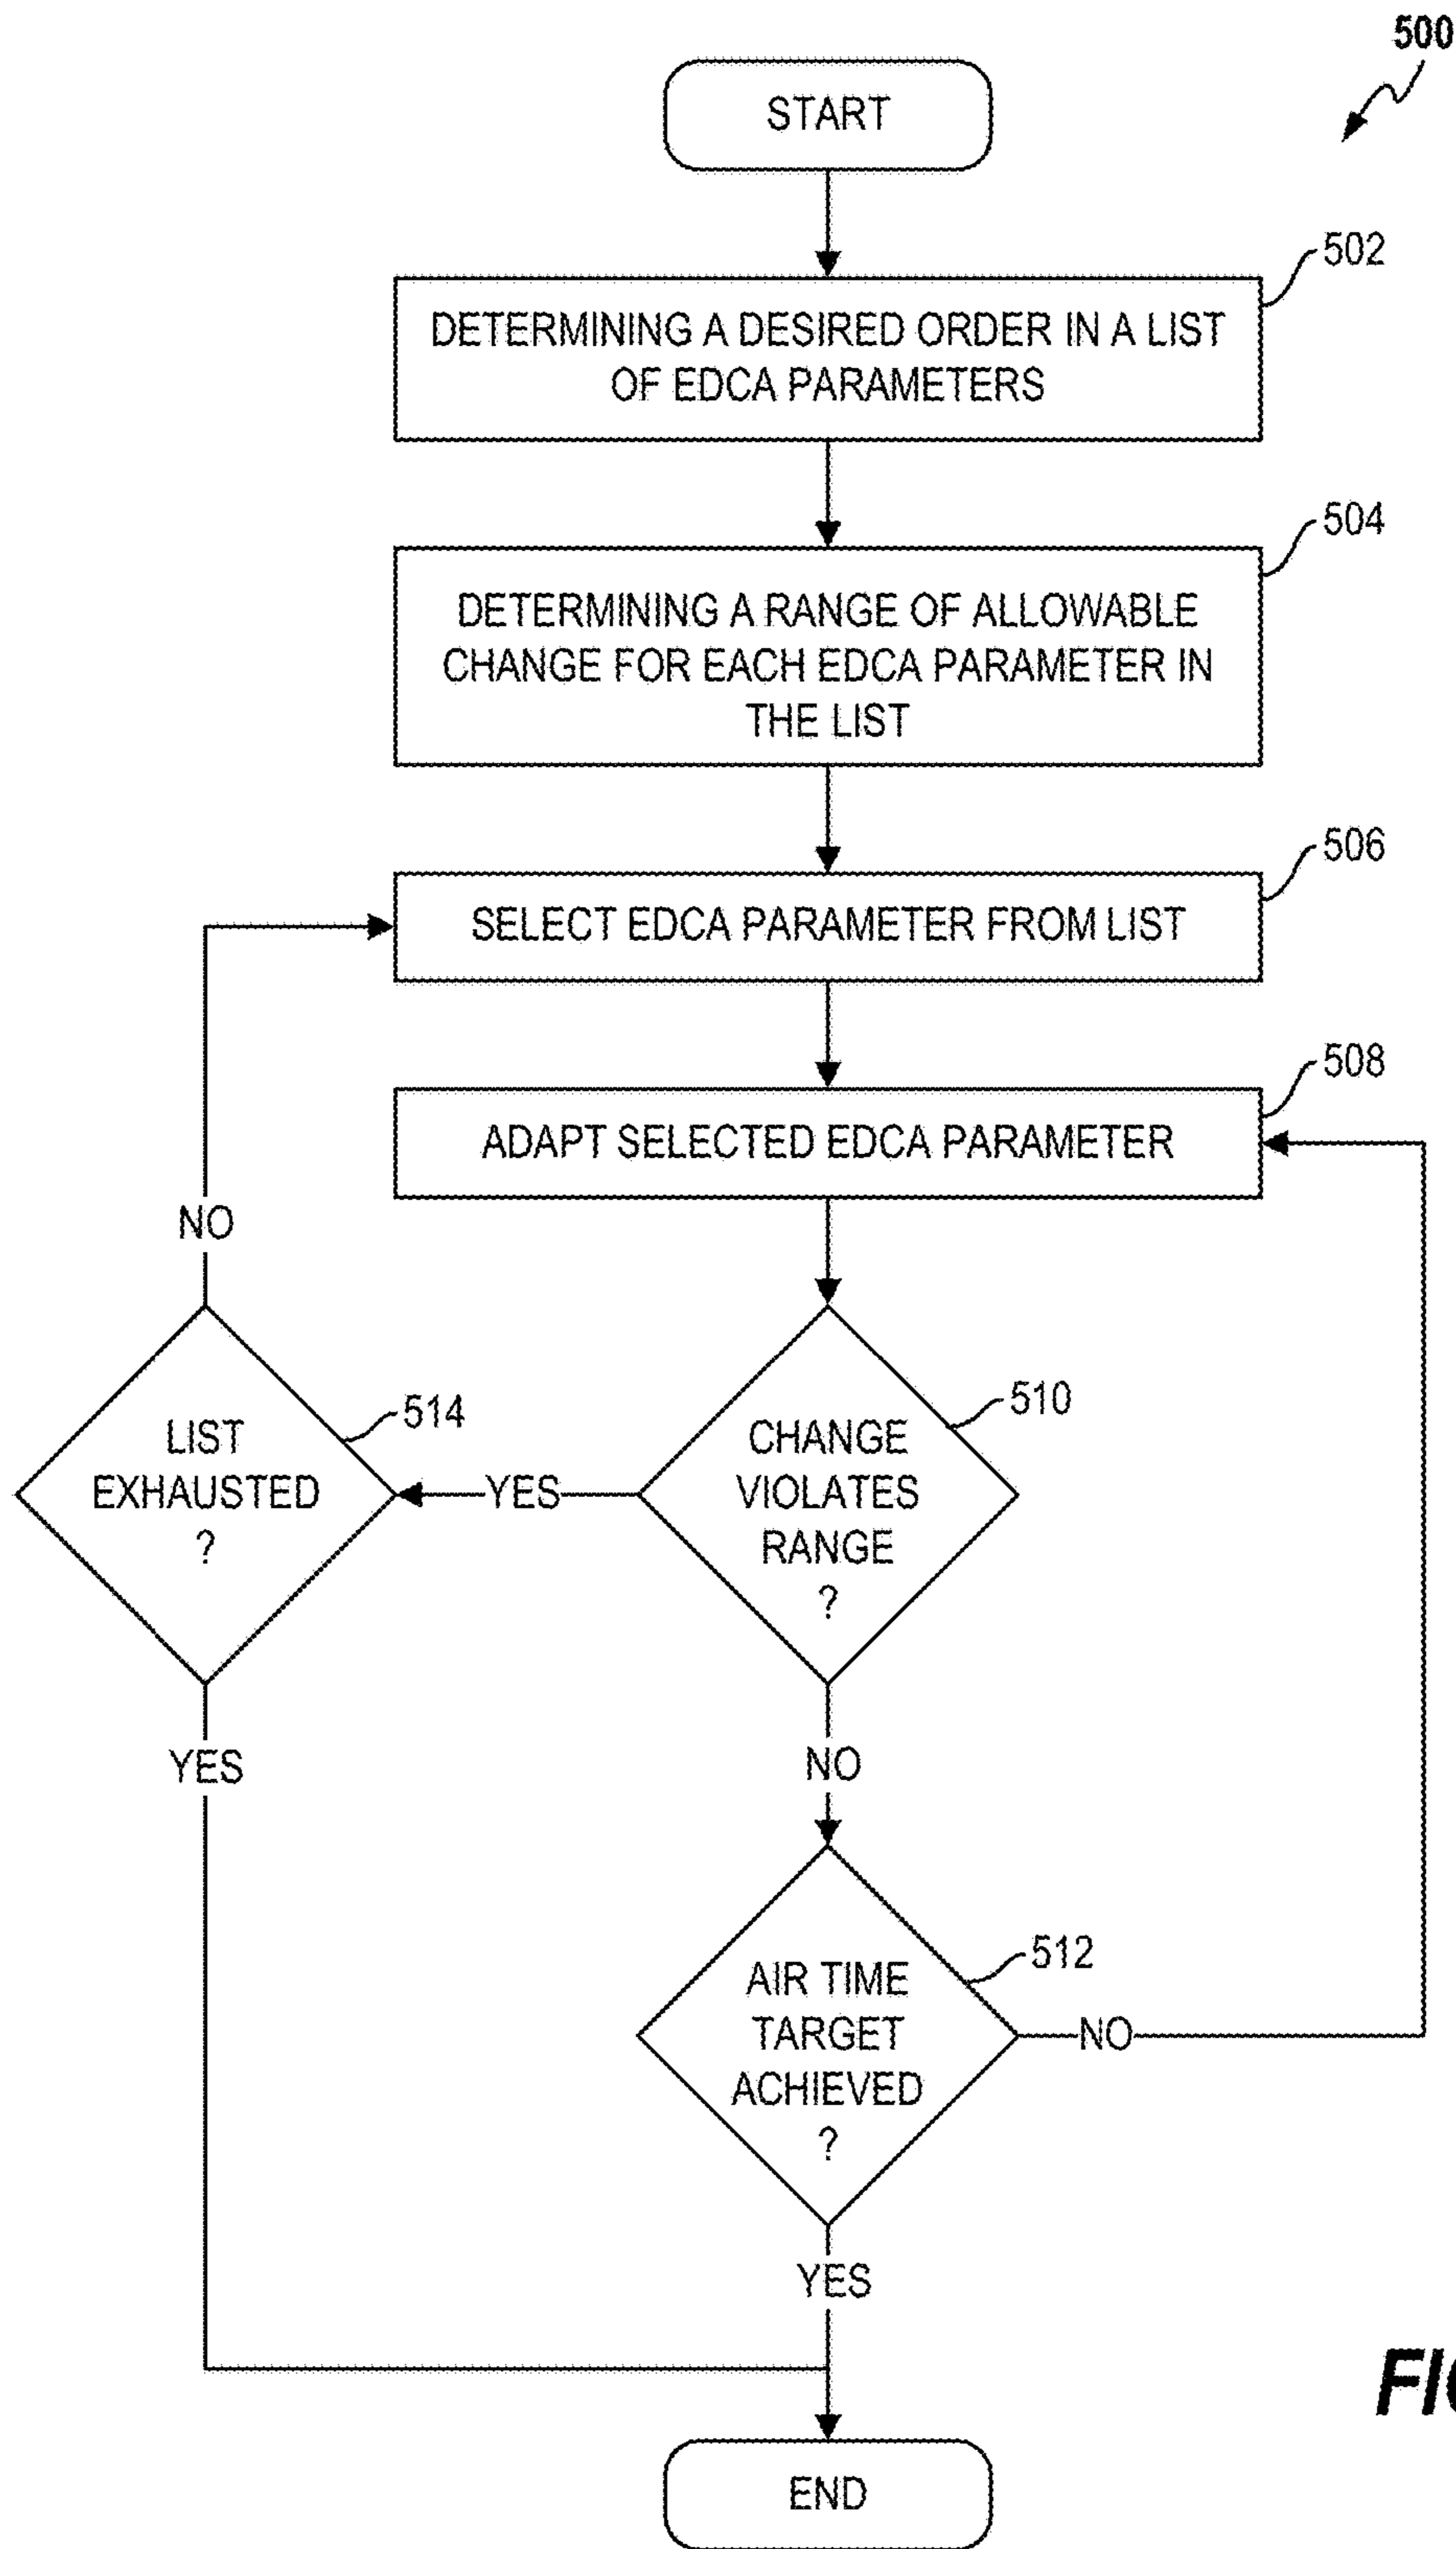 500
START
502
DETERMINING A DESIRED ORDER IN A LIST
OF EDCA PARAMETERS
504
DETERMINING A RANGE OF ALLOWABLE
CHANGE FOR EACH EDCA PARAMETER IN
THE LIST
506
SELECT EDCA PARAMETER FROM LIST
508
ADAPT SELECTED EDCA PARAMETER
NO
514
LIST
EXHAUSTED
?
YES
510
CHANGE
VIOLATES
RANGE
?
YES
NO
512
AIR TIME
TARGET
ACHIEVED
?
NO
YES
END